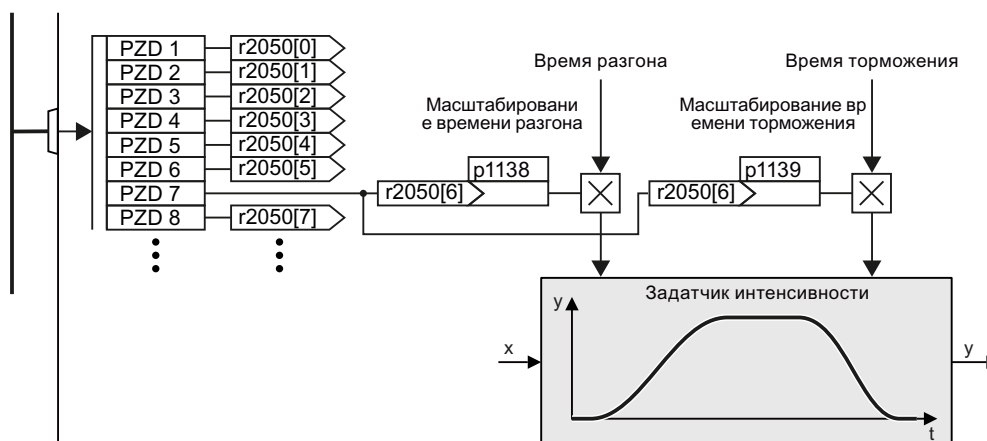 PZD 1 r2050[0]
PZD 2 r2050[1]
PZD 3 r2050[2]
PZD 4 r2050[3]
PZD 5 r2050[4]
PZD 6 r2050[5]
PZD 7
PZD 8 r2050[7]
Время разгона
Масштабировани
е времени разгона
p1138
r2050[6]
Время торможения
Масштабирование вр
емени торможения
p1139
r2050[6]
Задатчик интенсивности
x
y
t
y